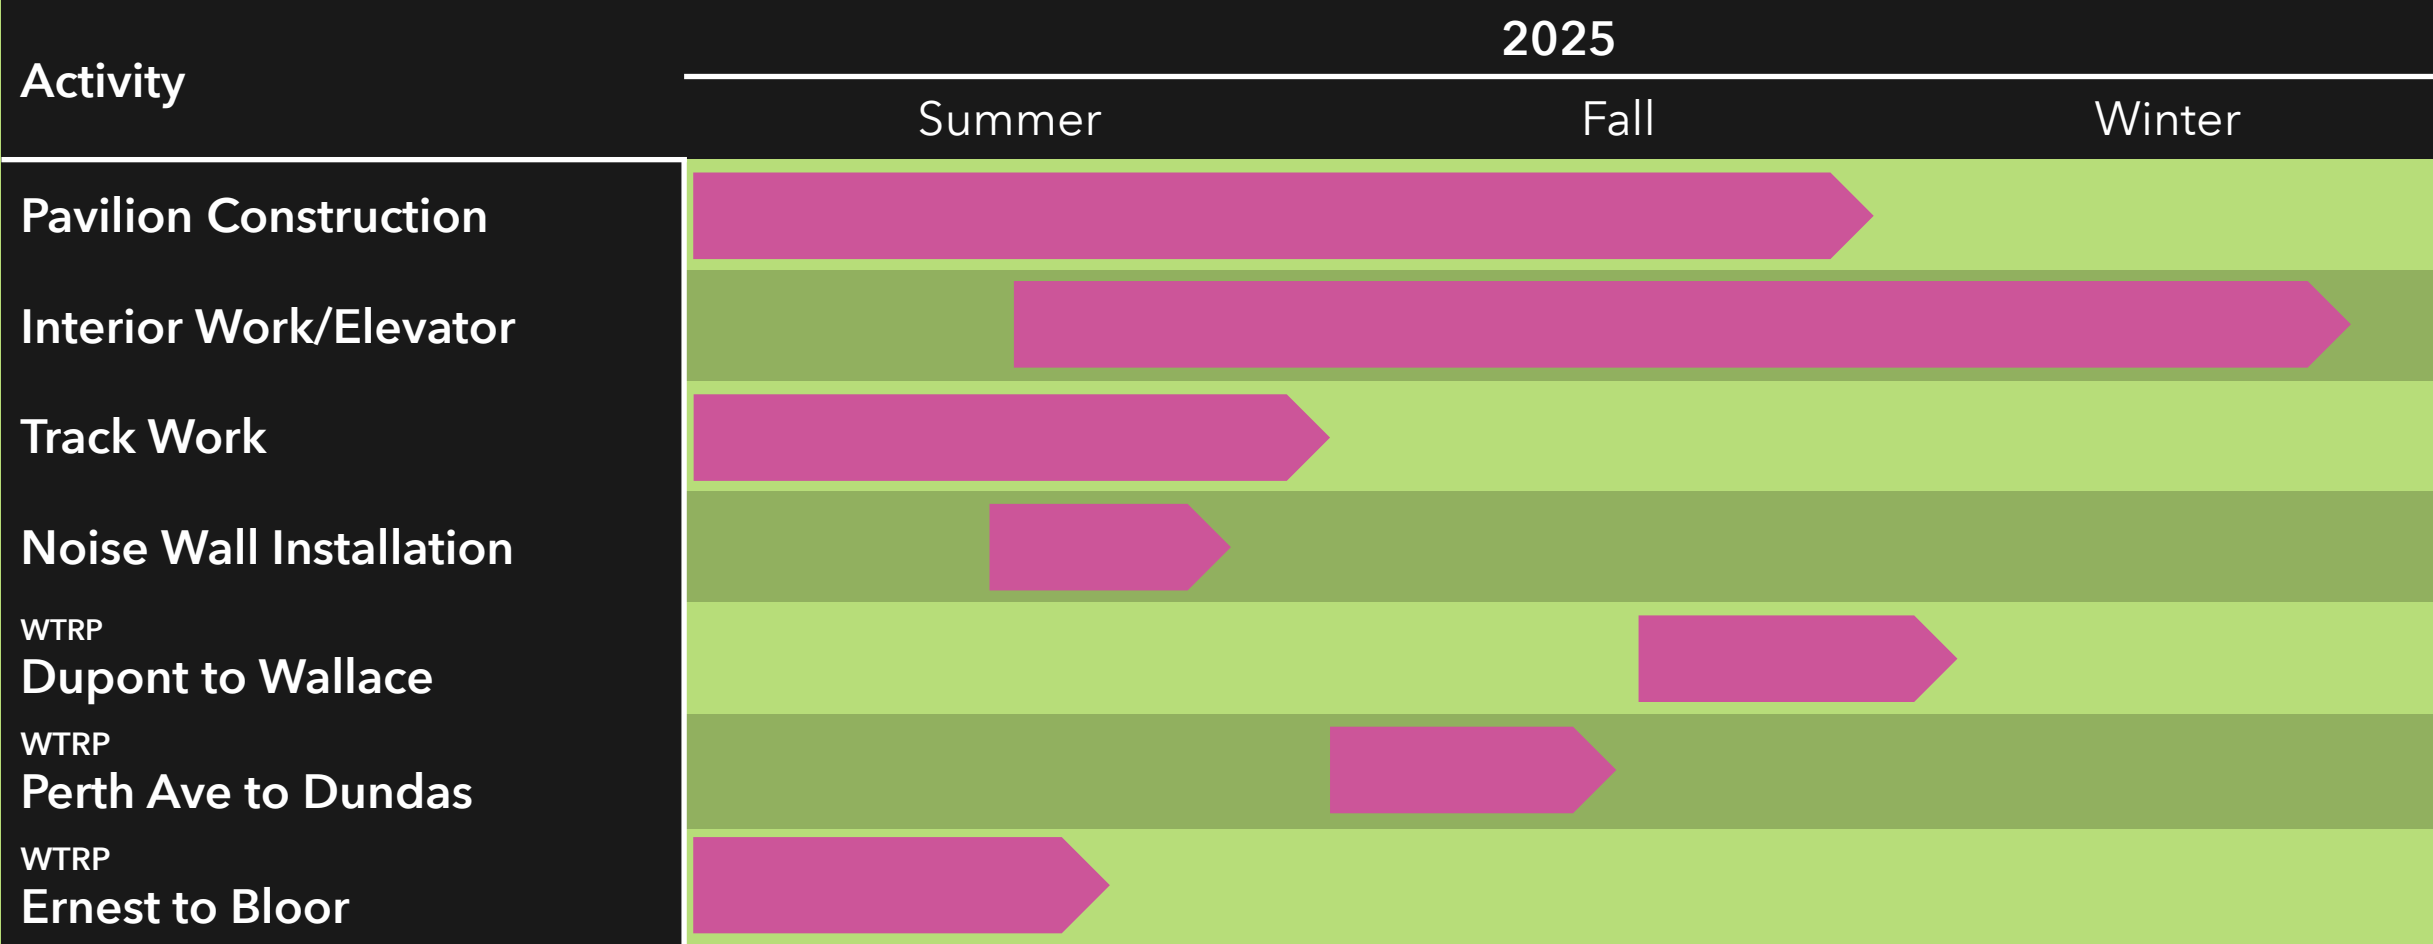 Activity
2025
Summer
Fall
Winter
Pavilion Construction
Interior Work/Elevator
Track Work
Noise Wall Installation
WTRP
Dupont to Wallace
WTRP
Perth Ave to Dundas
WTRP
Ernest to Bloor